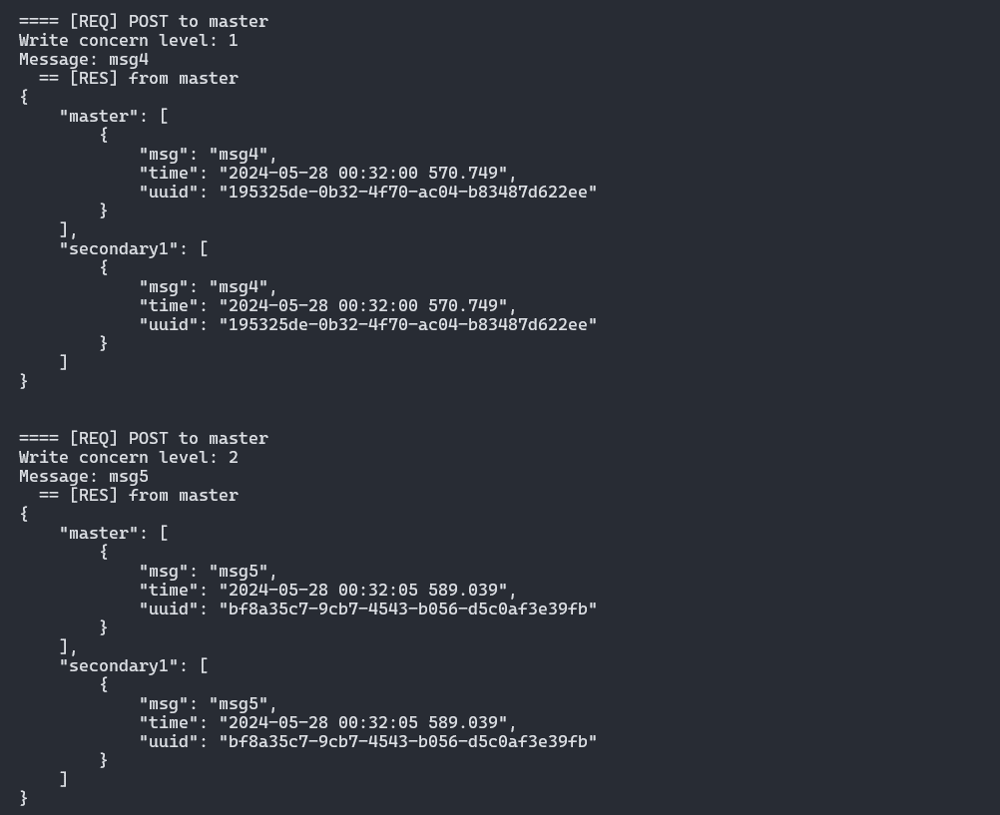 ==== [REQ] POST to master
Write concern level: 1
Message: msg4
  == [RES] from master
{
    "master": [
        {
            "msg": "msg4",
            "time": "2024-05-28 00:32:00 570.749",
            "uuid": "195325de-0b32-4f70-ac04-b83487d622ee"
        }
    ],
    "secondary1": [
        {
            "msg": "msg4",
            "time": "2024-05-28 00:32:00 570.749",
            "uuid": "195325de-0b32-4f70-ac04-b83487d622ee"
        }
    ]
}
==== [REQ] POST to master
Write concern level: 2
Message: msg5
  == [RES] from master
{
    "master": [
        {
            "msg": "msg5",
            "time": "2024-05-28 00:32:05 589.039",
            "uuid": "bf8a35c7-9cb7-4543-b056-d5c0af3e39fb"
        }
    ],
    "secondary1": [
        {
            "msg": "msg5",
            "time": "2024-05-28 00:32:05 589.039",
            "uuid": "bf8a35c7-9cb7-4543-b056-d5c0af3e39fb"
        }
    ]
}